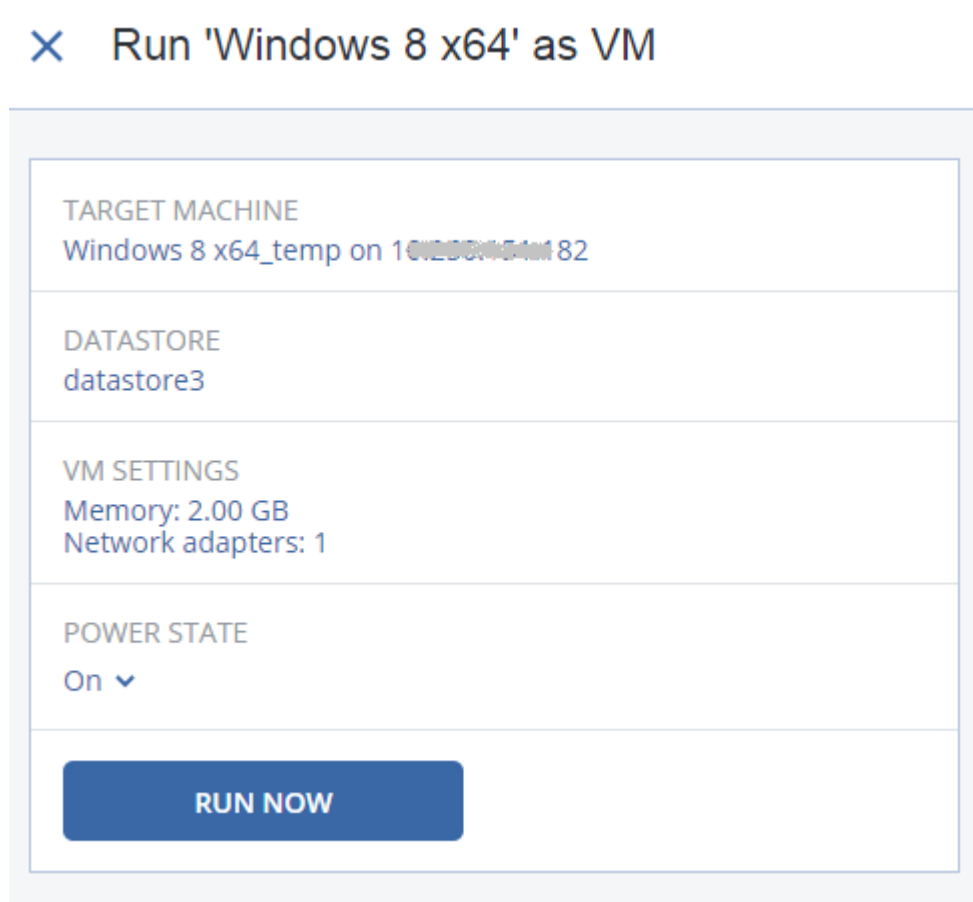 Run 'Windows 8 x64' as VM
TARGET MACHINE
Windows 8 x64_temp on 82
DATASTORE
datastore3
VM SETTINGS
Memory: 2.00 GB
Network adapters: 1
POWER STATE
On
RUN NOW